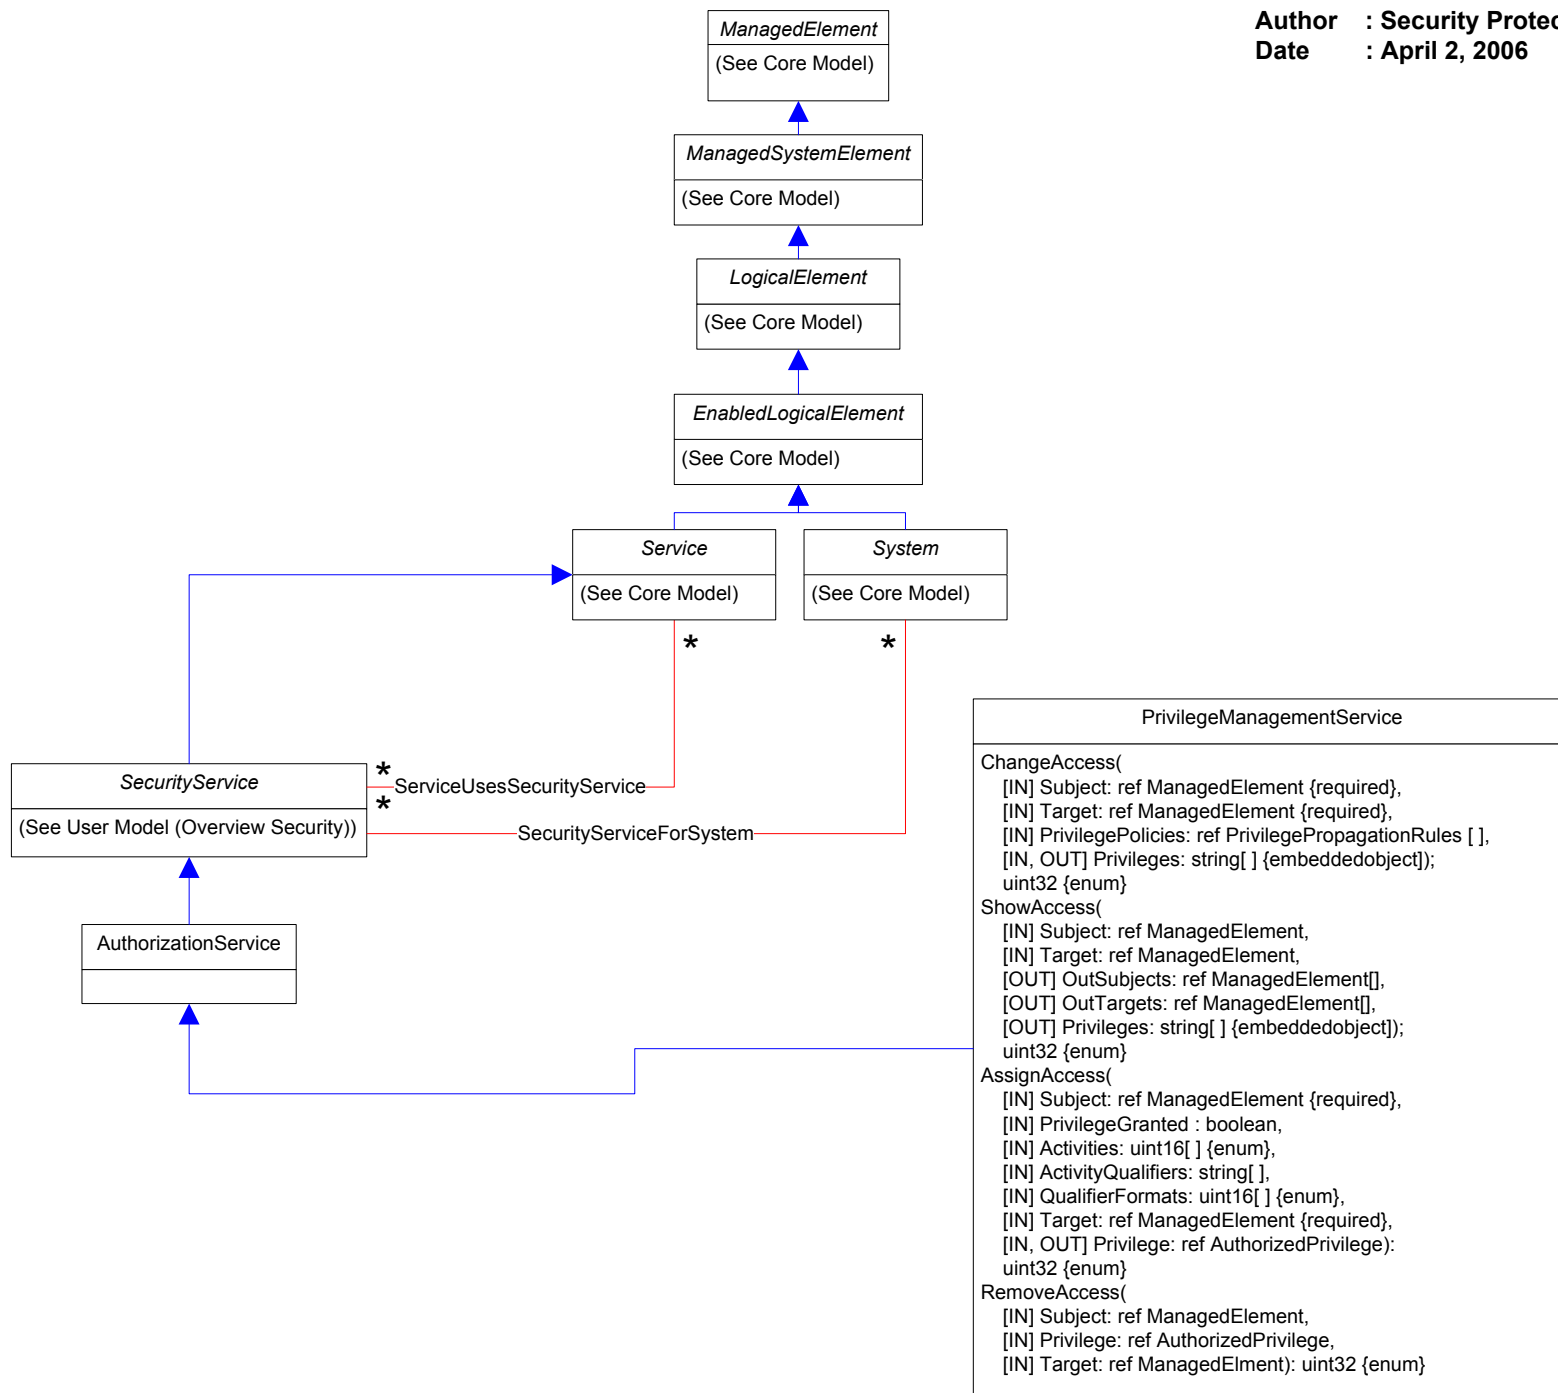 Author : Security Protec
Date : April 2, 2006
ManagedElement
(See Core Model)
ManagedSystemElement
(See Core Model)
LogicalElement
(See Core Model)
EnabledLogicalElement
(See Core Model)
Service
(See Core Model)
System
(See Core Model)
*
*
SecurityService
(See User Model (Overview Security))
*
ServiceUsesSecurityService
*
SecurityServiceForSystem
AuthorizationService
PrivilegeManagementService
ChangeAccess(
[IN] Subject: ref ManagedElement {required},
[IN] Target: ref ManagedElement {required},
[IN] PrivilegePolicies: ref PrivilegePropagationRules [ ],
[IN, OUT] Privileges: string[ ] {embeddedobject]);
uint32 {enum}
ShowAccess(
[IN] Subject: ref ManagedElement,
[IN] Target: ref ManagedElement,
[OUT] OutSubjects: ref ManagedElement[],
[OUT] OutTargets: ref ManagedElement[],
[OUT] Privileges: string[ ] {embeddedobject]);
uint32 {enum}
AssignAccess(
[IN] Subject: ref ManagedElement {required},
[IN] PrivilegeGranted : boolean,
[IN] Activities: uint16[ ] {enum},
[IN] ActivityQualifiers: string[ ],
[IN] QualifierFormats: uint16[ ] {enum},
[IN] Target: ref ManagedElement {required},
[IN, OUT] Privilege: ref AuthorizedPrivilege):
uint32 {enum}
RemoveAccess(
[IN] Subject: ref ManagedElement,
[IN] Privilege: ref AuthorizedPrivilege,
[IN] Target: ref ManagedElment): uint32 {enum}